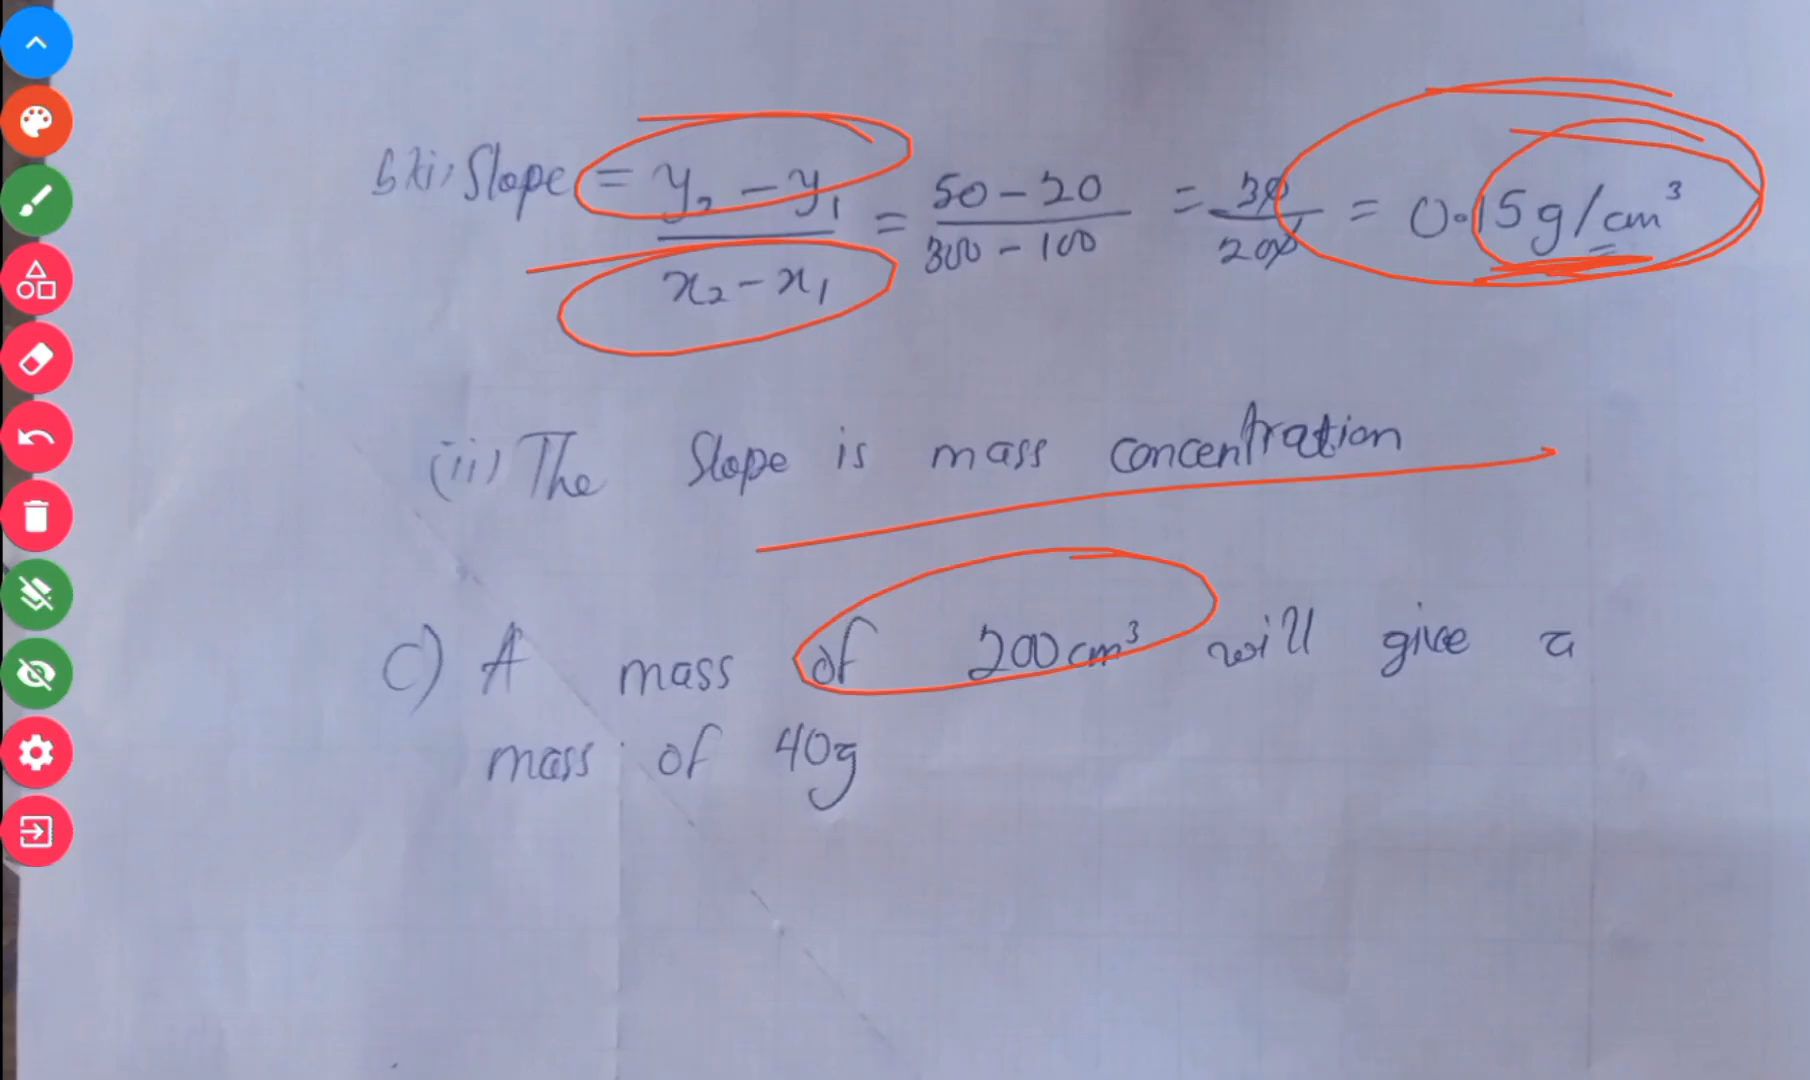 b)(i) Slope = y₂ - y₁ / x₂ - x₁ = 50 - 20 / 300 - 100 = 30 / 200 = 0.15g/cm³
(ii) The Slope is mass concentration
c) A mass of 200cm³ will give a
mass of 40g